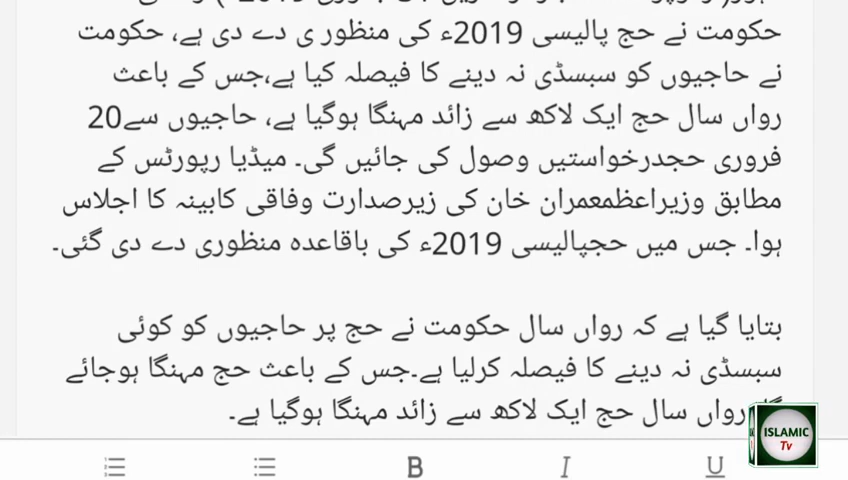 حکومت نے حج پالیسی 2019ء کی منظور ی دے دی ہے، حکومت
نے حاجیوں کو سبسڈی نہ دینے کا فیصلہ کیا ہے،جس کے باعث
رواں سال حج ایک لاکھ سے زائد مہنگا ہوگیا ہے، حاجیوں سے20
فروری حجدرخواستیں وصول کی جائیں گی۔ میڈیا رپورٹس کے
مطابق وزیراعظمعمران خان کی زیرصدارت وفاقی کابینہ کا اجلاس
ہوا۔ جس میں حجپالیسی 2019ء کی باقاعدہ منظوری دے دی گئی۔
بتایا گیا ہے کہ رواں سال حکومت نے حج پر حاجیوں کو کوئی
سبسڈی نہ دینے کا فیصلہ کرلیا ہے۔جس کے باعث حج مہنگا ہوجائے
رواں سال حج ایک لاکھ سے زائد مہنگا ہوگیا ہے۔
ISLAMIC
Tv
B
I
U